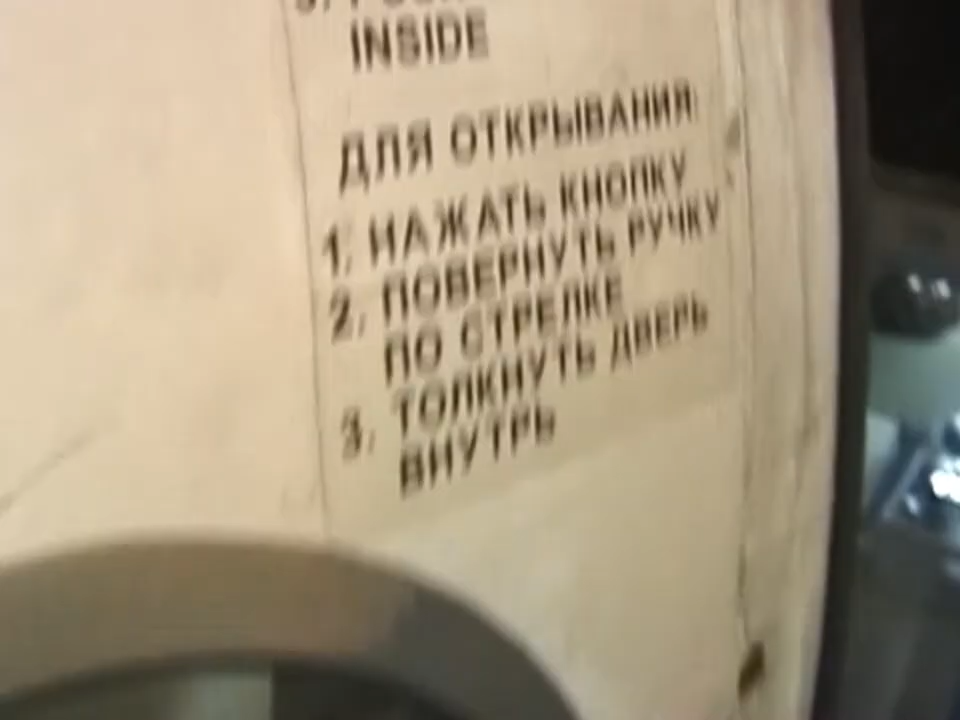 INSIDE
ДЛЯ ОТКРЫВАНИЯ:
1. НАЖАТЬ КНОПКУ
2. ПОВЕРНУТЬ РУЧКУ
ПО СТРЕЛКЕ
3. ТОЛКНУТЬ ДВЕРЬ
ВНУТРЬ